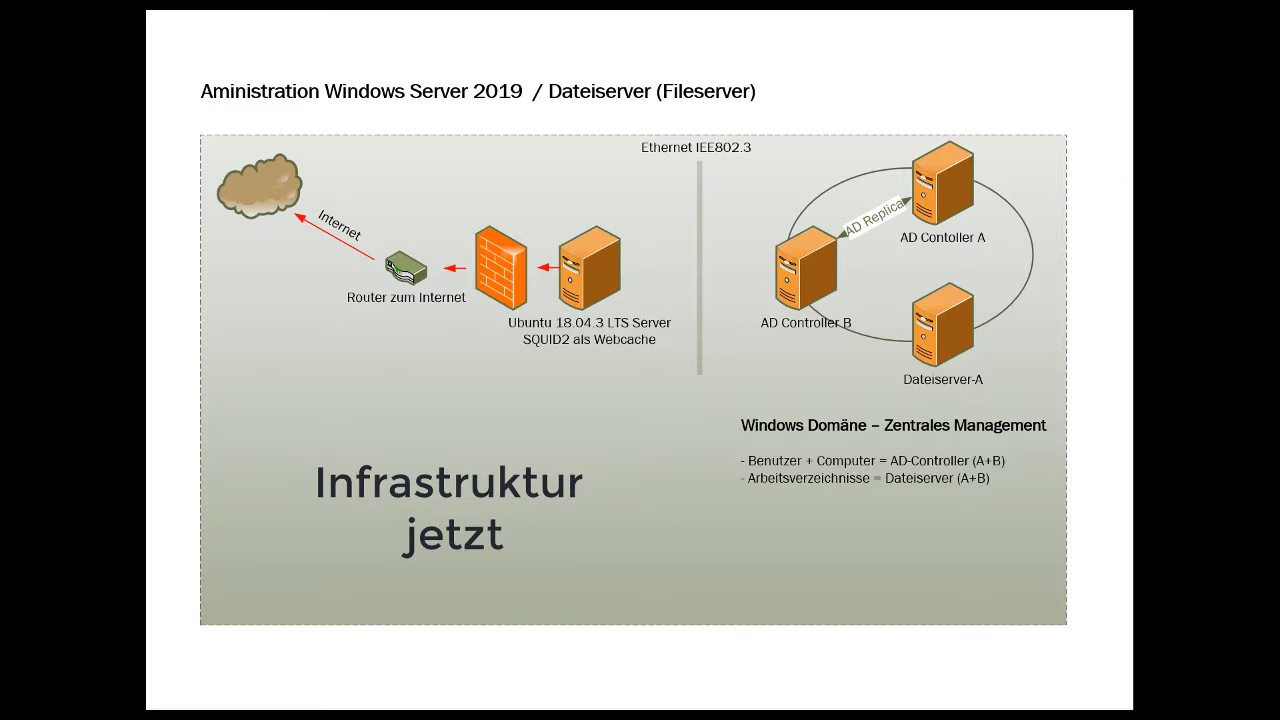 Aministration Windows Server 2019 / Dateiserver (Fileserver)
Ethernet IEE802.3
Internet
AD Replica
AD Contoller A
Router zum Internet
Ubuntu 18.04.3 LTS Server
SQUID2 als Webcache
AD Controller B
Dateiserver-A
Windows Domäne – Zentrales Management
- Benutzer + Computer = AD-Controller (A+B)
- Arbeitsverzeichnisse = Dateiserver (A+B)
Infrastruktur
jetzt